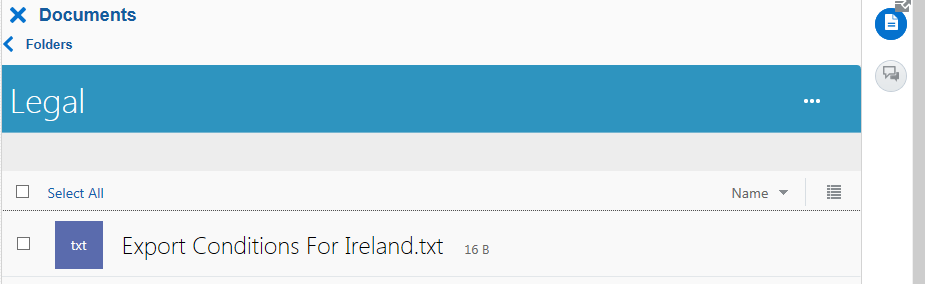 Documents
Folders
Legal
Select All
Name
txt Export Conditions For Ireland.txt 16 B